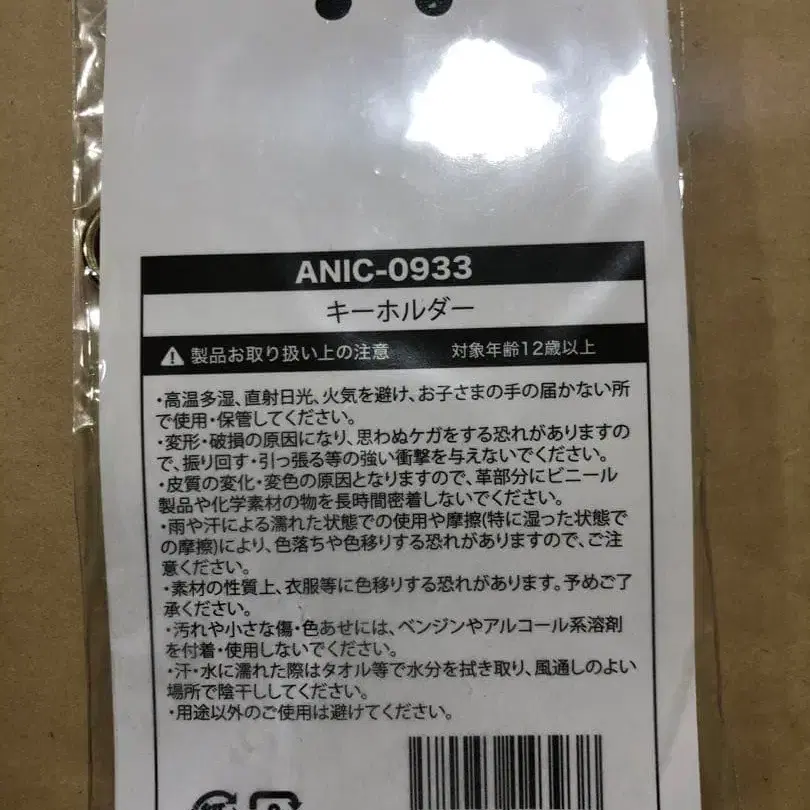 ANIC-0933
キーホルダー
製品お取り扱い上の注意 対象年齢12歳以上
・高温多湿、直射日光、火気を避け、お子さまの手の届かない所
で使用・保管してください。
・変形・破損の原因になり、思わぬケガをする恐れがありますの
で、振り回す・引っ張る等の強い衝撃を与えないでください。
・皮質の変化・変色の原因となりますので、革部分にビニール
製品や化学素材の物を長時間密着しないでください。
・雨や汗による濡れた状態での使用や摩擦(特に湿った状態で
の摩擦)により、色落ちや色移りする恐れがありますので、ご注
意ください。
・素材の性質上、衣服等に色移りする恐れがあります。予めご了
承ください。
・汚れや小さな傷・色あせには、ベンジンやアルコール系溶剤
を付着・使用しないでください。
・汗・水に濡れた際はタオル等で水分を拭き取り、風通しのよい
場所で陰干ししてください。
・用途以外のご使用は避けてください。